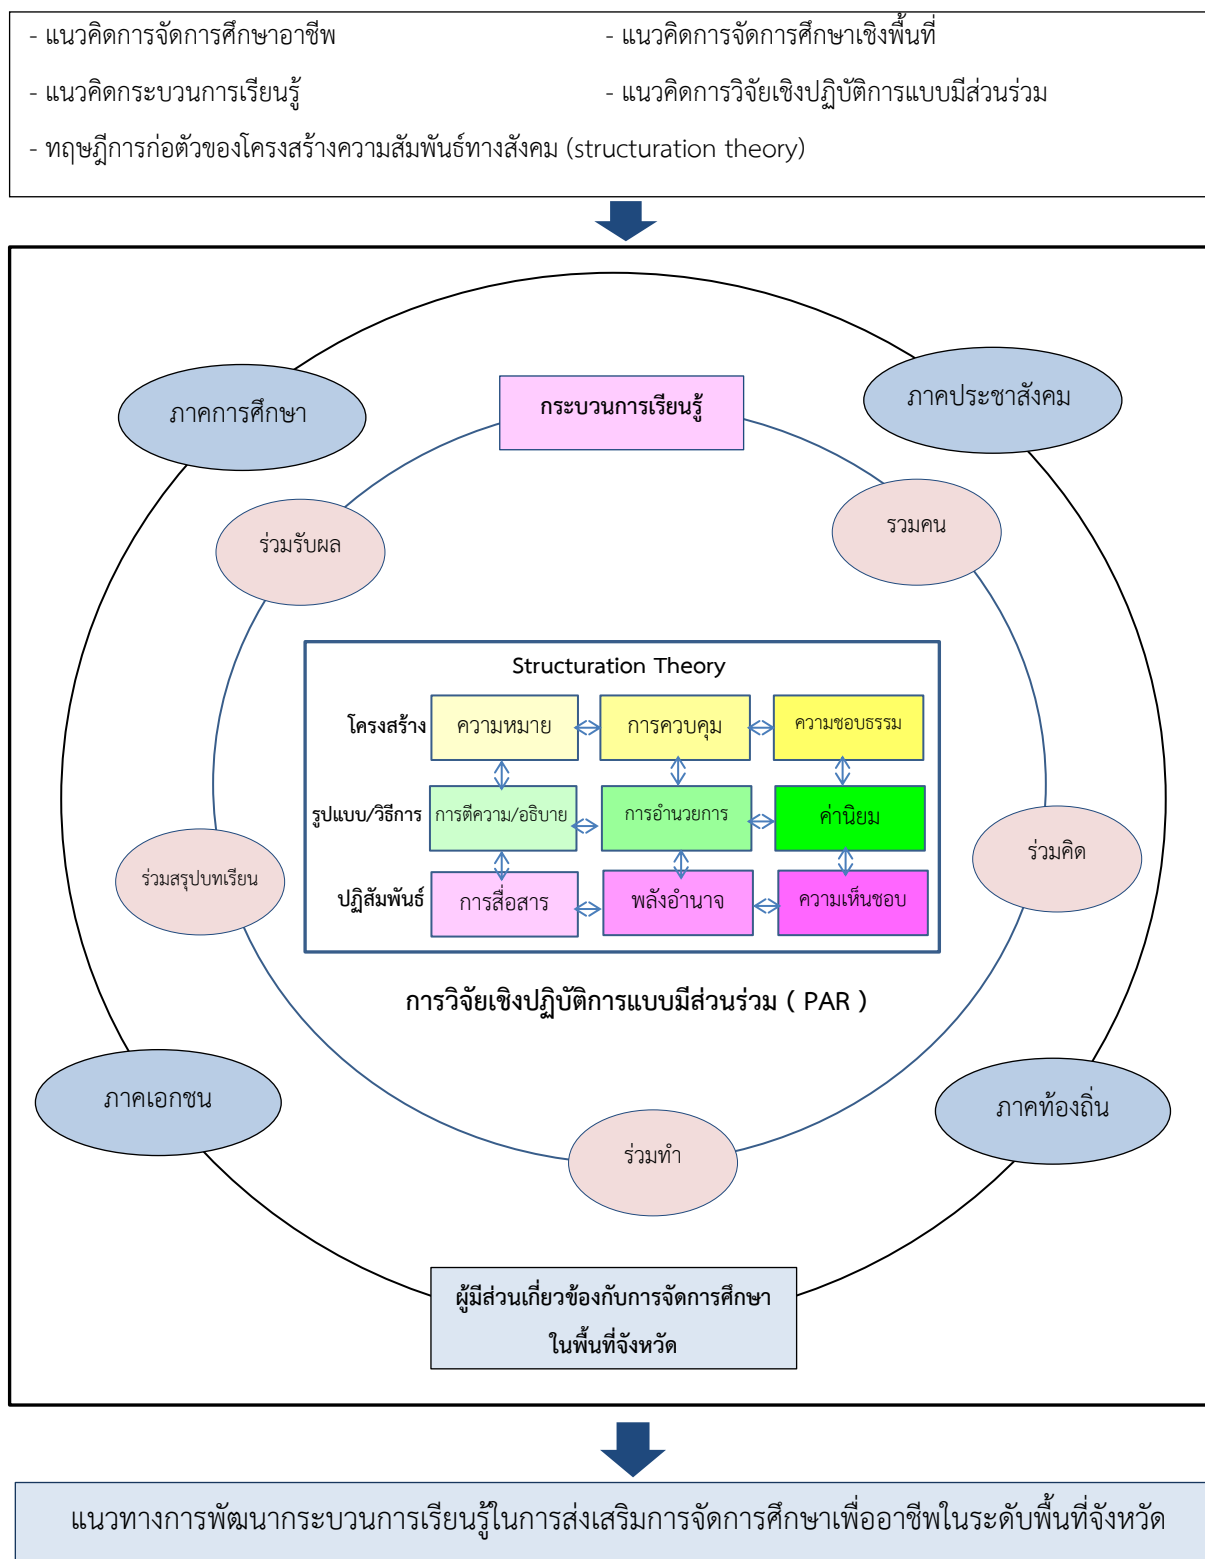 - แนวคิดการจัดการศึกษาอาชีพ
- แนวคิดการจัดการศึกษาเชิงพื้นที่
- แนวคิดกระบวนการเรียนรู้
- แนวคิดการวิจัยเชิงปฏิบัติการแบบมีส่วนร่วม
- ทฤษฎีการก่อตัวของโครงสร้างความสัมพันธ์ทางสังคม (structuration theory)
ภาคการศึกษา
ภาคประชาสังคม
กระบวนการเรียนรู้
ร่วมรับผล
รวมคน
Structuration Theory
โครงสร้าง
ความหมาย
การควบคุม
ความชอบธรรม
รูปแบบ/วิธีการ
การตีความ/อธิบาย
การอำนวยการ
ค่านิยม
ร่วมสรุปบทเรียน
ร่วมคิด
ปฏิสัมพันธ์
การสื่อสาร
พลังอำนาจ
ความเห็นชอบ
การวิจัยเชิงปฏิบัติการแบบมีส่วนร่วม ( PAR )
ภาคเอกชน
ภาคท้องถิ่น
ร่วมทำ
ผู้มีส่วนเกี่ยวข้องกับการจัดการศึกษา
ในพื้นที่จังหวัด
แนวทางการพัฒนากระบวนการเรียนรู้ในการส่งเสริมการจัดการศึกษาเพื่ออาชีพในระดับพื้นที่จังหวัด